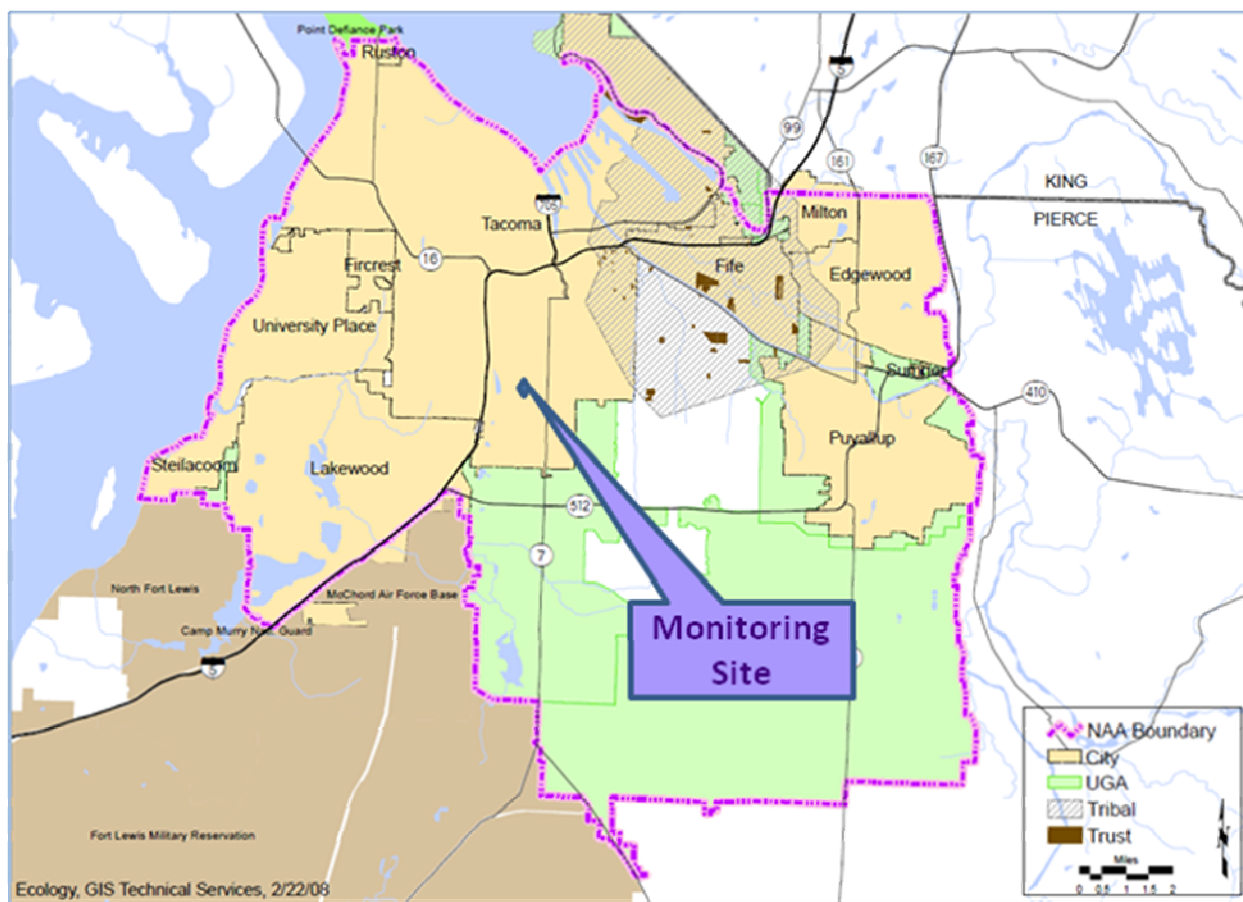 Point Defiance Park
Ruston
5
99
161
167
KING
PIERCE
705
Tacoma
Milton
16
Fircrest
Fife
Edgewood
University Place
Sumner
410
Puyallup
Steilacoom
Lakewood
512
7
North Fort Lewis
McChord Air Force Base
Camp Murry Nat. Guard
5
Monitoring
Site
NAA Boundary
City
UGA
Tribal
Trust
N
Miles
0 0.5 1 1.5 2
Fort Lewis Military Reservation
Ecology, GIS Technical Services, 2/22/08